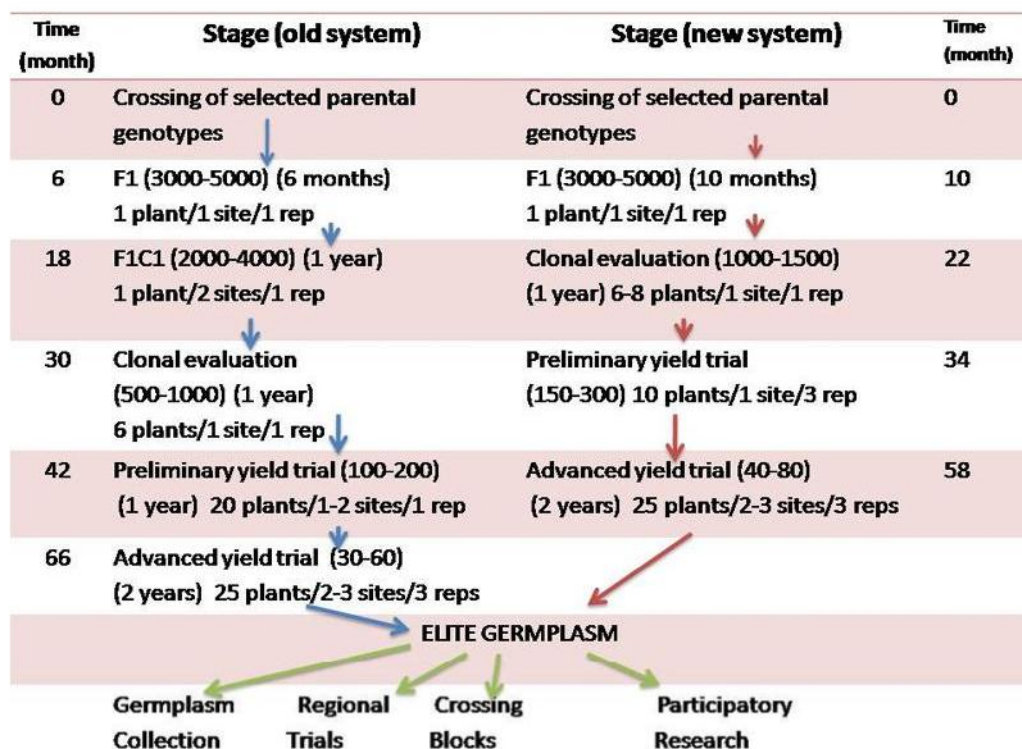 Time Stage (old system) Stage (new system) Time
(month) (month)
0 Crossing of selected parental Crossing of selected parental 0
genotypes genotypes
6 F1 (3000-5000) (6 months) F1 (3000-5000) (10 months) 10
1 plant/1 site/1 rep 1 plant/1 site/1 rep
18 F1C1 (2000-4000) (1 year) Clonal evaluation (1000-1500) 22
1 plant/2 sites/1 rep (1 year) 6-8 plants/1 site/1 rep
30 Clonal evaluation Preliminary yield trial 34
(500-1000) (1 year) (150-300) 10 plants/1 site/3 rep
6 plants/1 site/1 rep
42 Preliminary yield trial (100-200) Advanced yield trial (40-80) 58
(1 year) 20 plants/1-2 sites/1 rep (2 years) 25 plants/2-3 sites/3 reps
66 Advanced yield trial (30-60)
(2 years) 25 plants/2-3 sites/3 reps
ELITE GERMPLASM
Germplasm Regional Crossing Participatory
Collection Trials Blocks Research